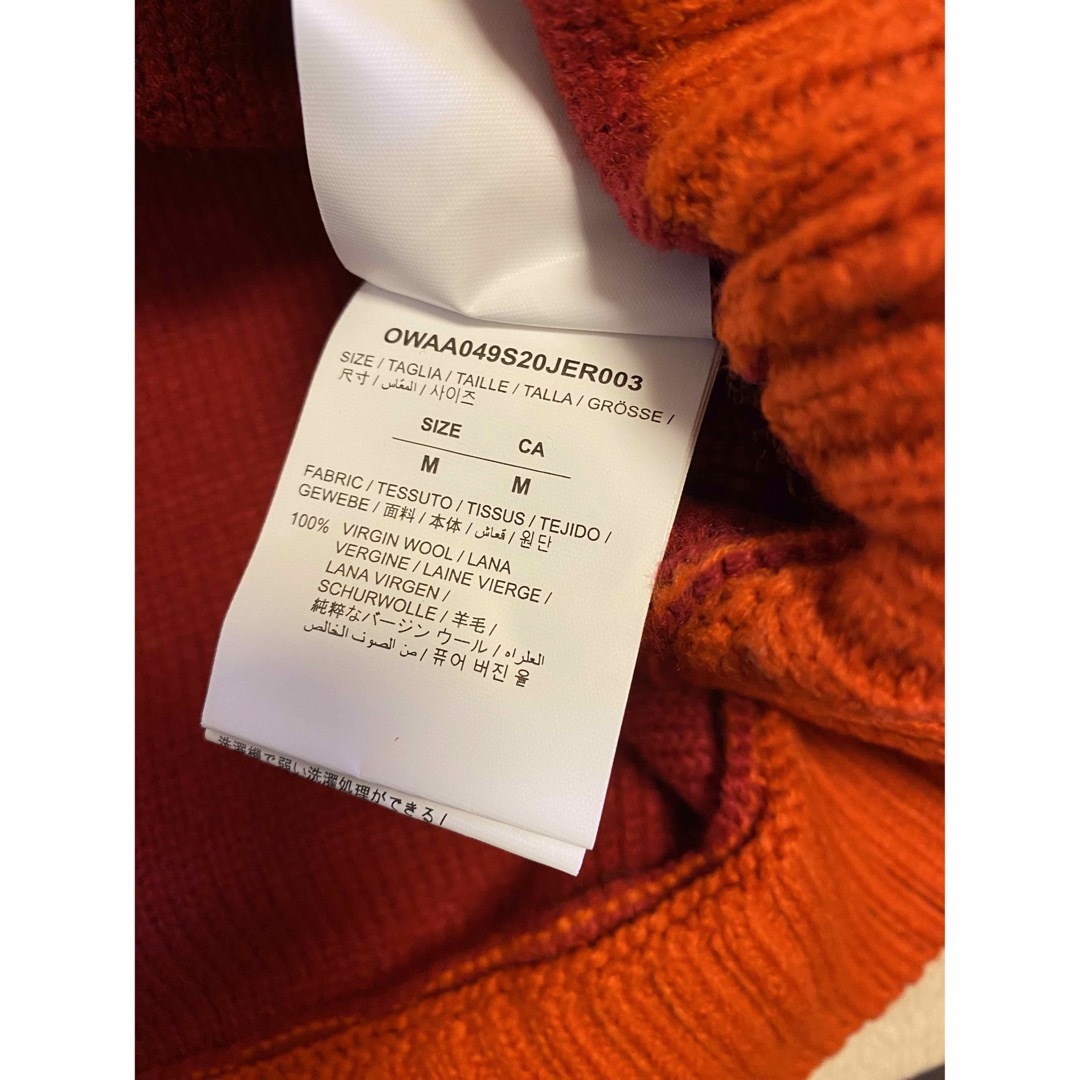 OWAA049S20JER003
SIZE / TAGLIA / TAILLE / TALLA / GRÖSSE /
尺寸 / المقاس / 사이즈
SIZE CA
M M
FABRIC / TESSUTO / TISSUS / TEJIDO /
GEWEBE / 面料 / 本体 / قماش / 원단
100% VIRGIN WOOL / LANA
VERGINE / LAINE VIERGE /
LANA VIRGEN /
SCHURWOLLE / 羊毛 /
純粋なバージン ウール / العذراء
من الصوف الخالص / 퓨어 버진 울
洗濯機で弱い洗濯処理ができる /